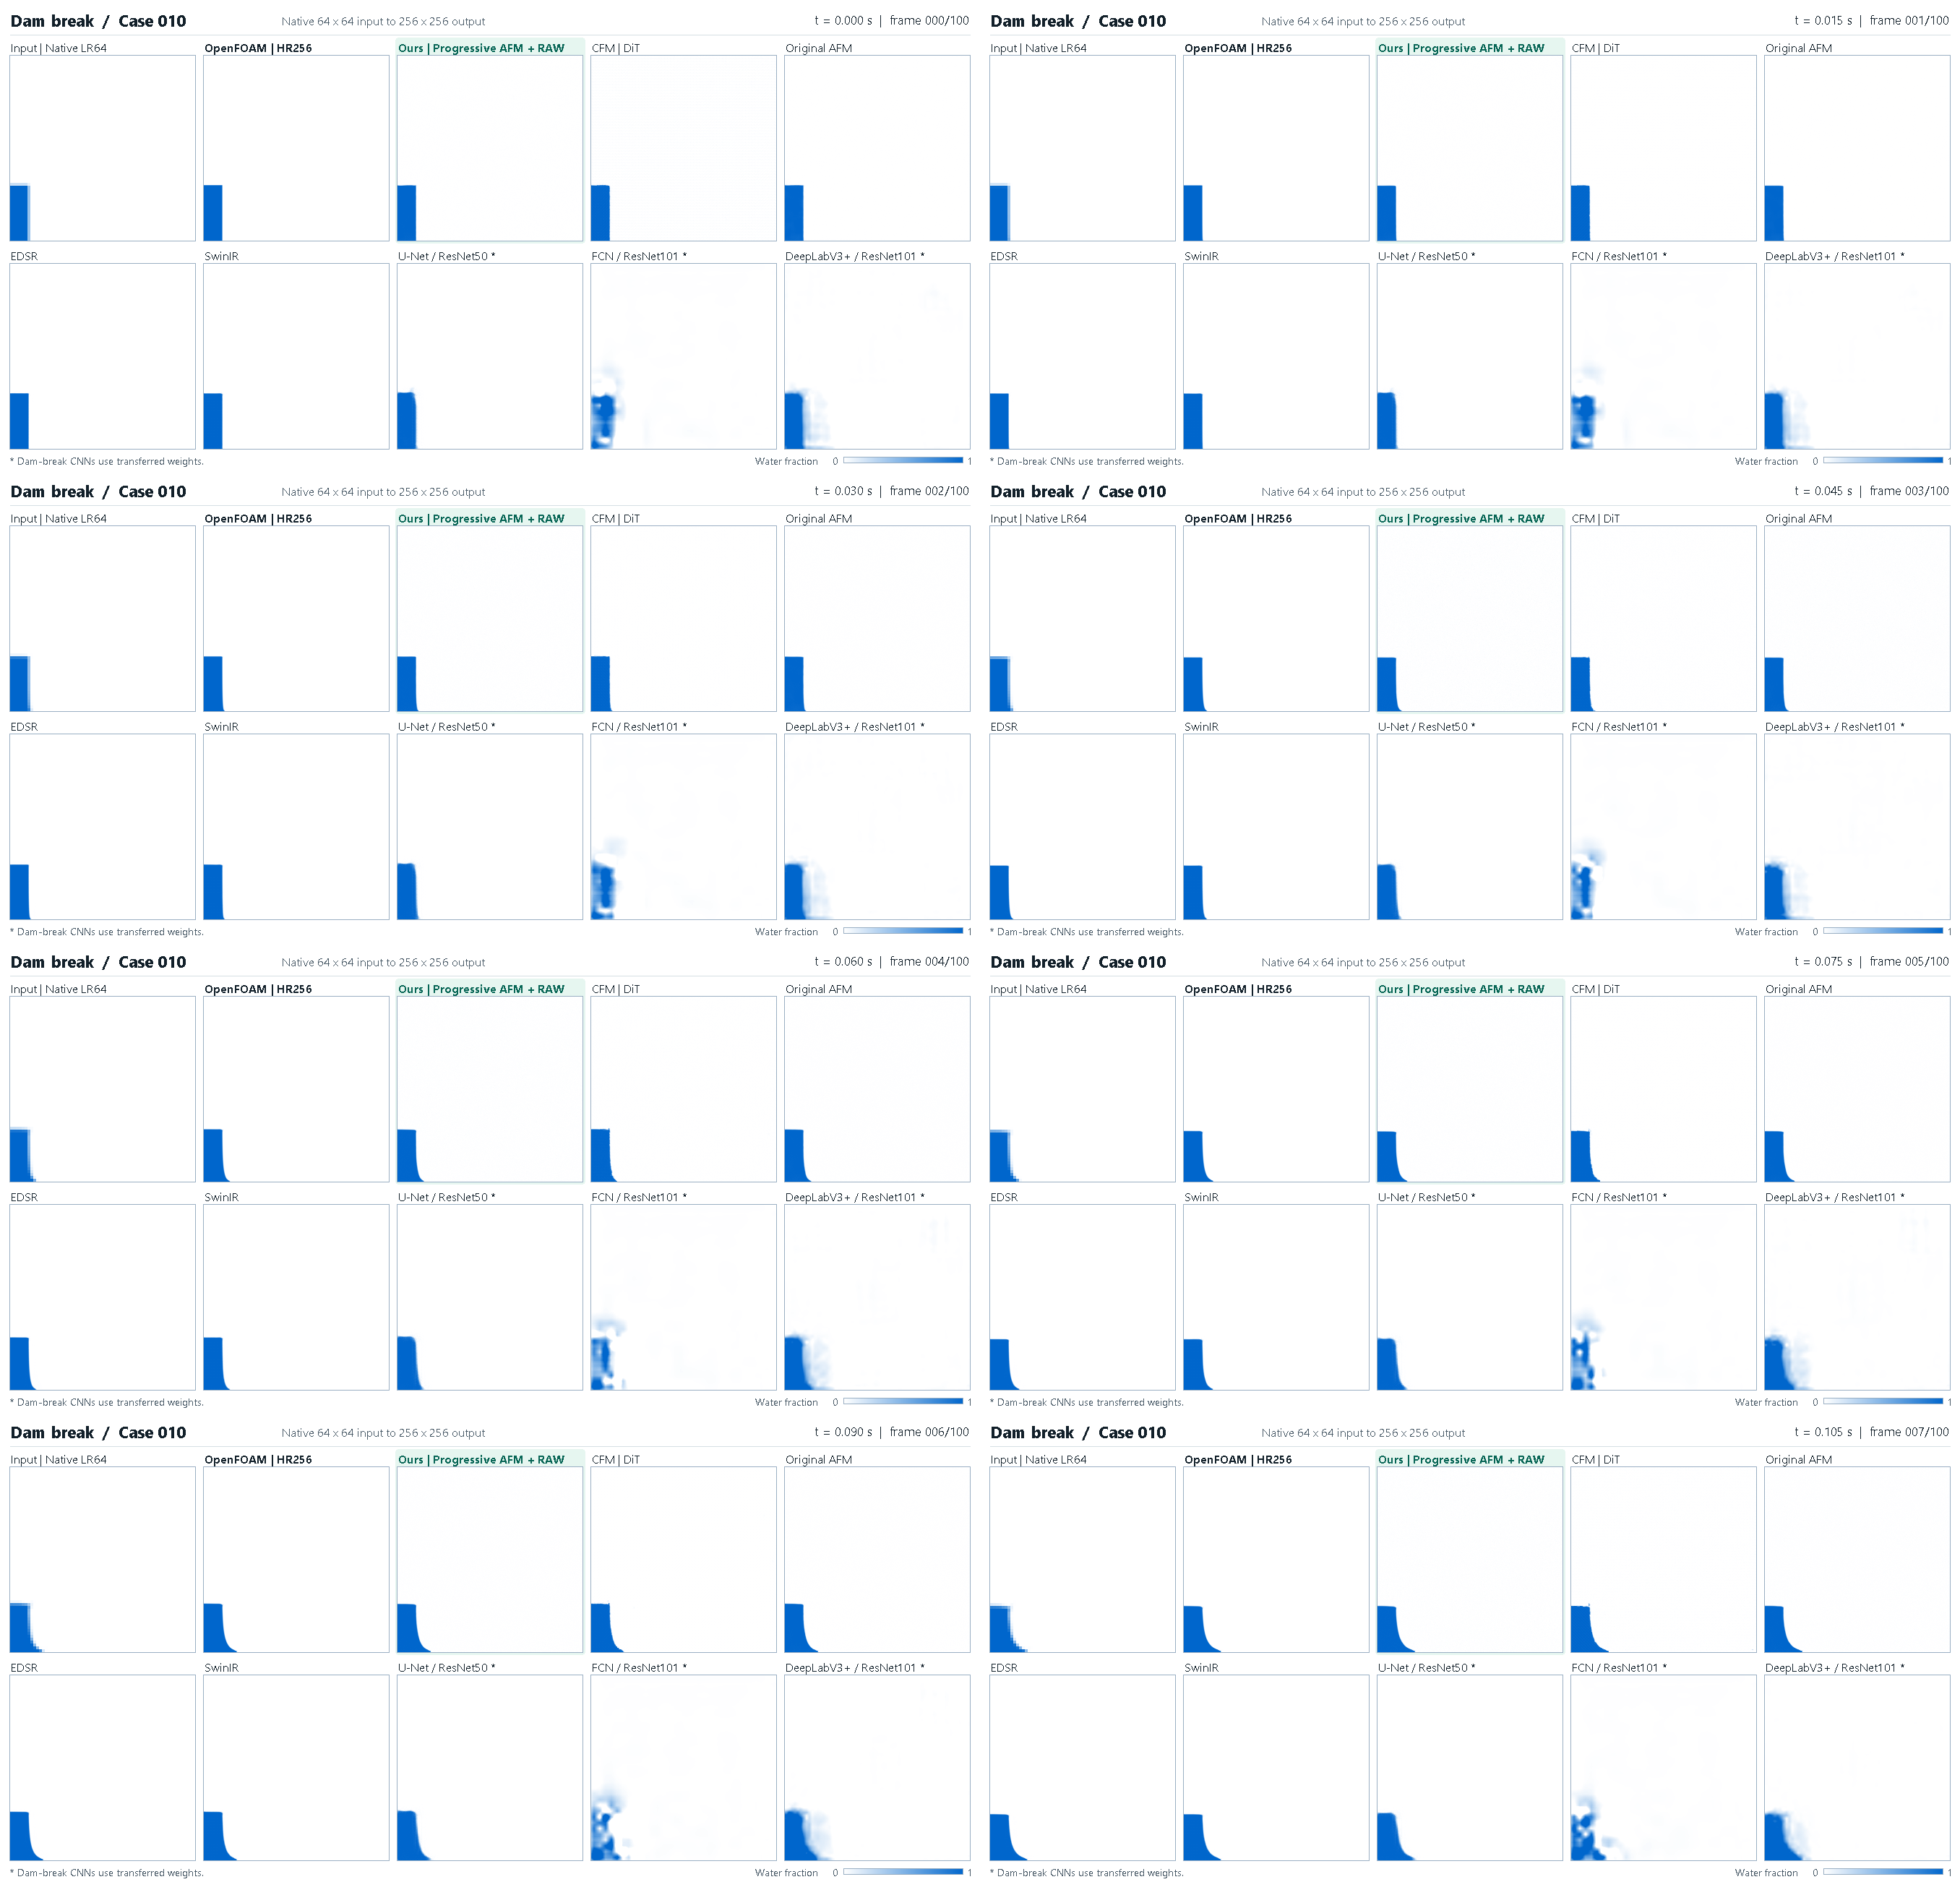 Dam break / Case 010 Native 64 x 64 input to 256 x 256 output t = 0.000 s | frame 000/100
Input | Native LR64 OpenFOAM | HR256 Ours | Progressive AFM + RAW CFM | DiT Original AFM
EDSR SwinIR U-Net / ResNet50 * FCN / ResNet101 * DeepLabV3+ / ResNet101 *
* Dam-break CNNs use transferred weights. Water fraction 0 1
Dam break / Case 010 Native 64 x 64 input to 256 x 256 output t = 0.015 s | frame 001/100
Input | Native LR64 OpenFOAM | HR256 Ours | Progressive AFM + RAW CFM | DiT Original AFM
EDSR SwinIR U-Net / ResNet50 * FCN / ResNet101 * DeepLabV3+ / ResNet101 *
* Dam-break CNNs use transferred weights. Water fraction 0 1
Dam break / Case 010 Native 64 x 64 input to 256 x 256 output t = 0.030 s | frame 002/100
Input | Native LR64 OpenFOAM | HR256 Ours | Progressive AFM + RAW CFM | DiT Original AFM
EDSR SwinIR U-Net / ResNet50 * FCN / ResNet101 * DeepLabV3+ / ResNet101 *
* Dam-break CNNs use transferred weights. Water fraction 0 1
Dam break / Case 010 Native 64 x 64 input to 256 x 256 output t = 0.045 s | frame 003/100
Input | Native LR64 OpenFOAM | HR256 Ours | Progressive AFM + RAW CFM | DiT Original AFM
EDSR SwinIR U-Net / ResNet50 * FCN / ResNet101 * DeepLabV3+ / ResNet101 *
* Dam-break CNNs use transferred weights. Water fraction 0 1
Dam break / Case 010 Native 64 x 64 input to 256 x 256 output t = 0.060 s | frame 004/100
Input | Native LR64 OpenFOAM | HR256 Ours | Progressive AFM + RAW CFM | DiT Original AFM
EDSR SwinIR U-Net / ResNet50 * FCN / ResNet101 * DeepLabV3+ / ResNet101 *
* Dam-break CNNs use transferred weights. Water fraction 0 1
Dam break / Case 010 Native 64 x 64 input to 256 x 256 output t = 0.075 s | frame 005/100
Input | Native LR64 OpenFOAM | HR256 Ours | Progressive AFM + RAW CFM | DiT Original AFM
EDSR SwinIR U-Net / ResNet50 * FCN / ResNet101 * DeepLabV3+ / ResNet101 *
* Dam-break CNNs use transferred weights. Water fraction 0 1
Dam break / Case 010 Native 64 x 64 input to 256 x 256 output t = 0.090 s | frame 006/100
Input | Native LR64 OpenFOAM | HR256 Ours | Progressive AFM + RAW CFM | DiT Original AFM
EDSR SwinIR U-Net / ResNet50 * FCN / ResNet101 * DeepLabV3+ / ResNet101 *
* Dam-break CNNs use transferred weights. Water fraction 0 1
Dam break / Case 010 Native 64 x 64 input to 256 x 256 output t = 0.105 s | frame 007/100
Input | Native LR64 OpenFOAM | HR256 Ours | Progressive AFM + RAW CFM | DiT Original AFM
EDSR SwinIR U-Net / ResNet50 * FCN / ResNet101 * DeepLabV3+ / ResNet101 *
* Dam-break CNNs use transferred weights. Water fraction 0 1